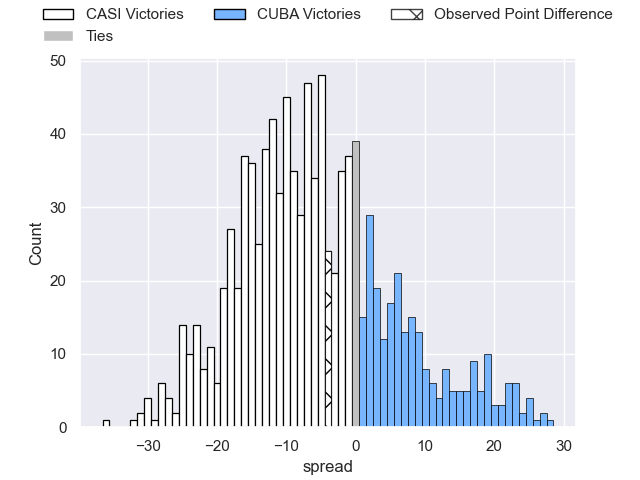 CASI Victories CUBA Victories Observed Point Difference
Ties
50
40
30
20
10
0
Count
−30 −20 −10 0 10 20 30
spread